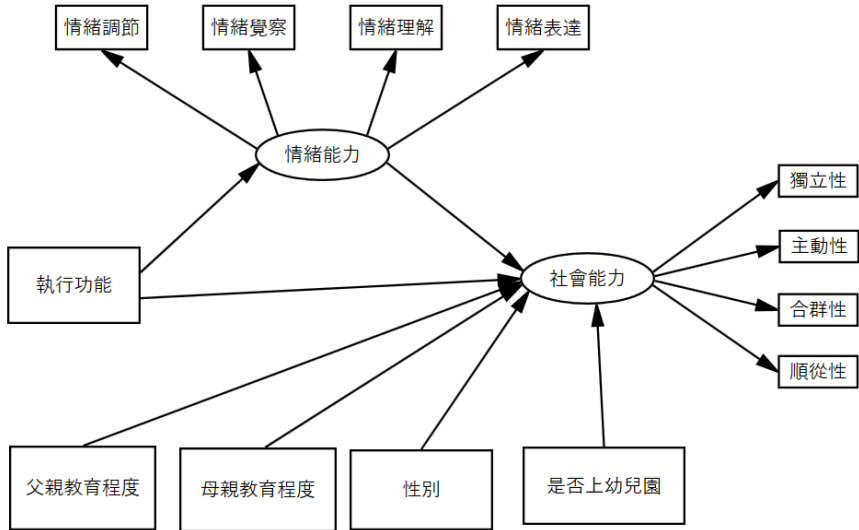 情緒調節
情緒覺察
情緒理解
情緒表達
情緒能力
獨立性
主動性
社會能力
執行功能
合群性
順從性
父親教育程度
母親教育程度
性別
是否上幼兒園